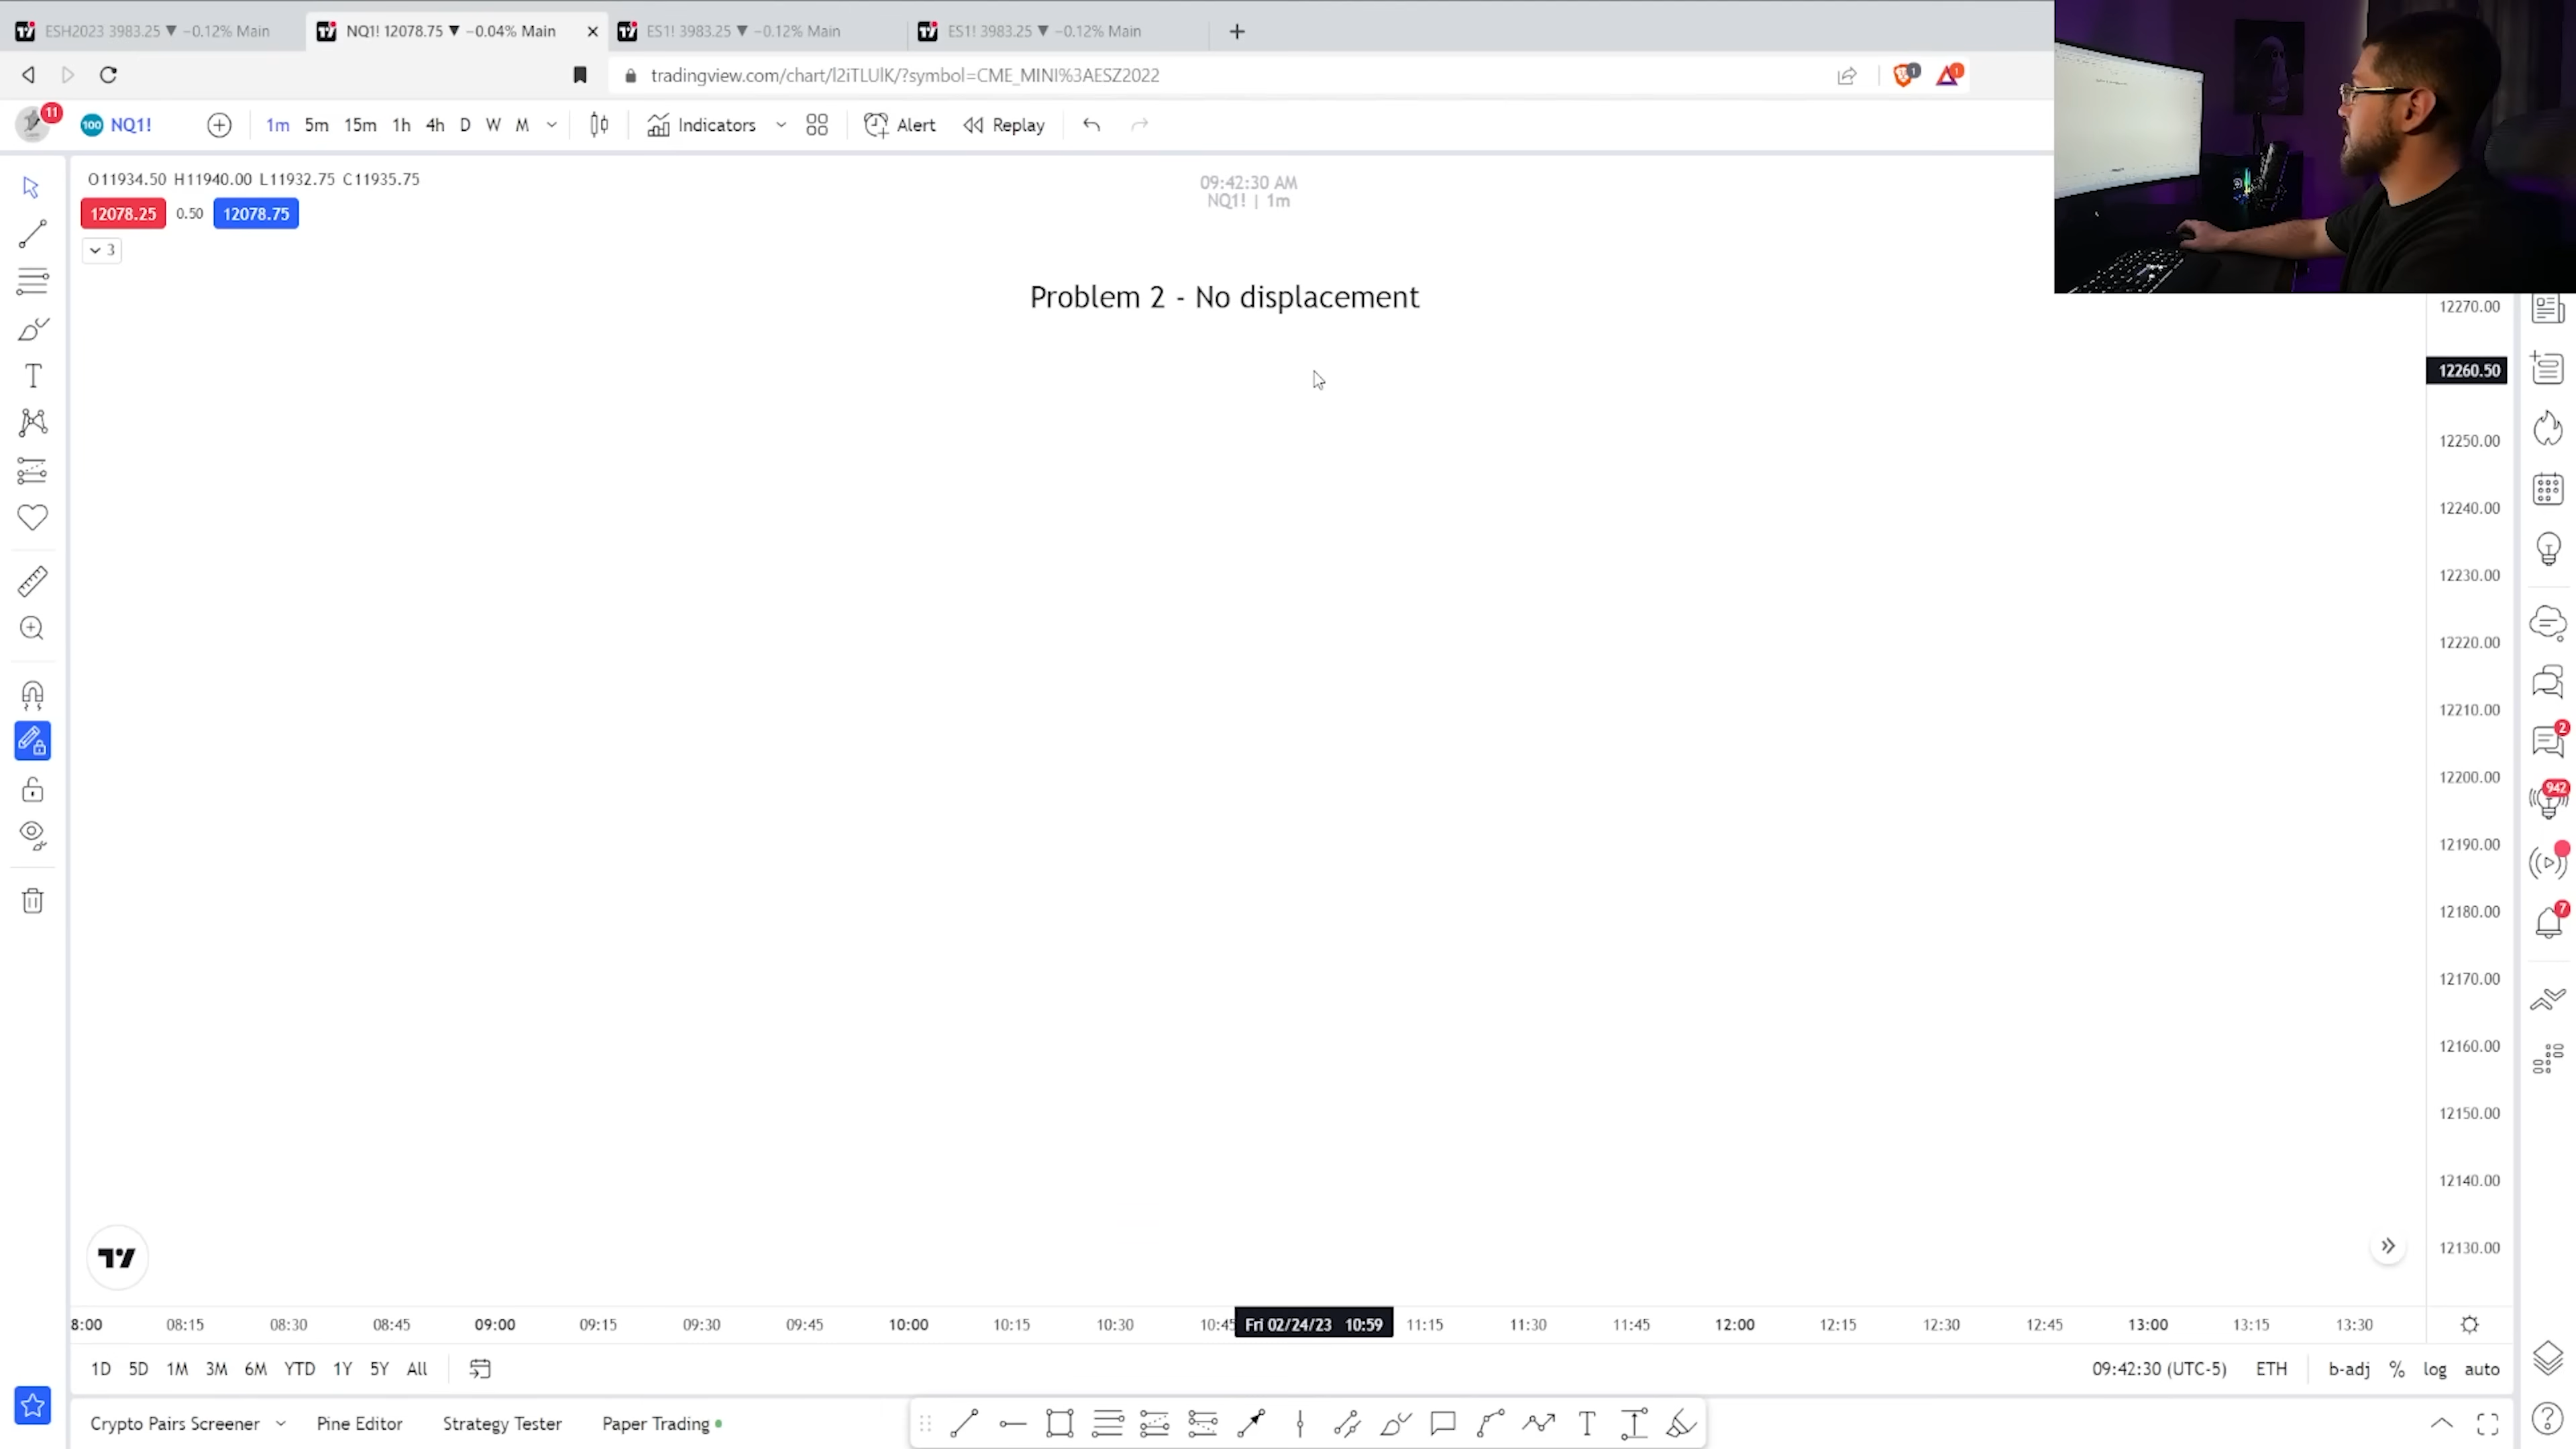 ESH2023 3983.25 ▼ −0.12% Main
NQ1! 12078.75 ▼ −0.04% Main
ES1! 3983.25 ▼ −0.12% Main
ES1! 3983.25 ▼ −0.12% Main
tradingview.com/chart/l2iTLUlK/?symbol=CME_MINI%3AESZ2022
1
1
11
100 NQ1!
1m 5m 15m 1h 4h D W M
Indicators
Alert
Replay
O11934.50 H11940.00 L11932.75 C11935.75
12078.25 0.50 12078.75
3
09:42:30 AM
NQ1! | 1m
Problem 2 - No displacement
12270.00
12260.50
12250.00
12240.00
12230.00
12220.00
12210.00
12200.00
12190.00
12180.00
12170.00
12160.00
12150.00
12140.00
12130.00
2
942
7
8:00 08:15 08:30 08:45 09:00 09:15 09:30 09:45 10:00 10:15 10:30 10:45 Fri 02/24/23 10:59 11:15 11:30 11:45 12:00 12:15 12:30 12:45 13:00 13:15 13:30
1D 5D 1M 3M 6M YTD 1Y 5Y All
09:42:30 (UTC-5) ETH b-adj % log auto
Crypto Pairs Screener Pine Editor Strategy Tester Paper Trading